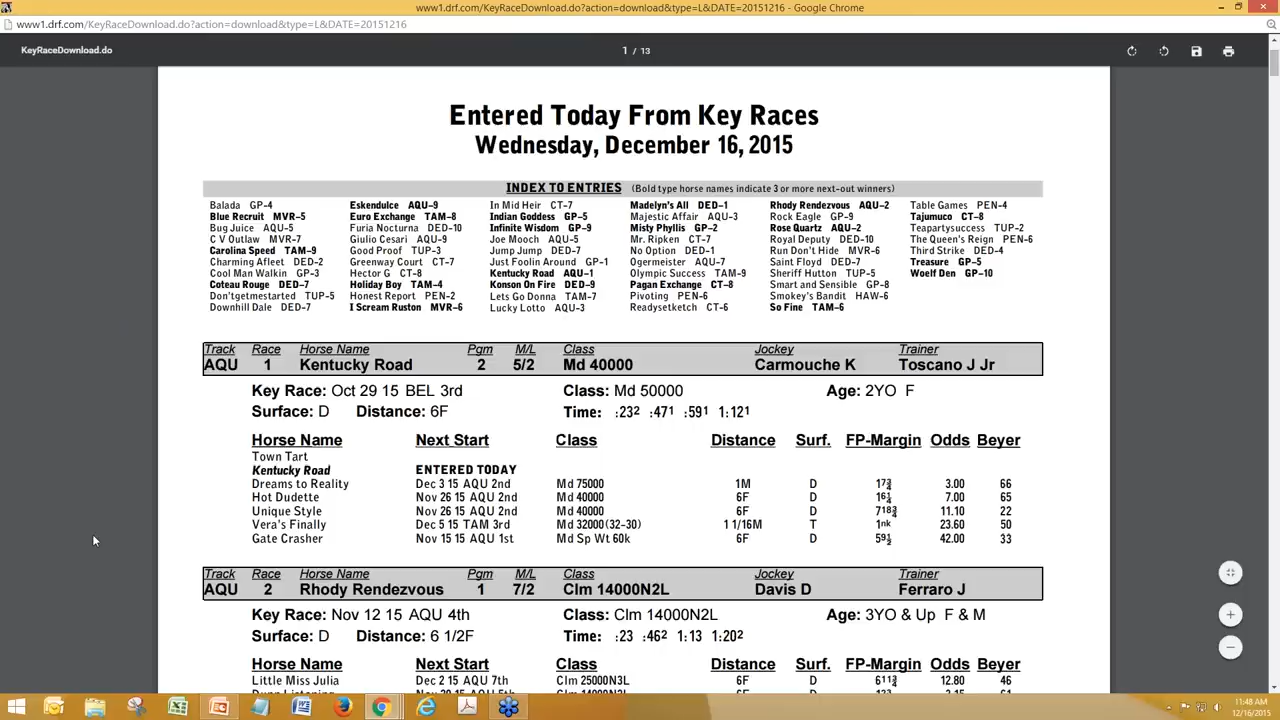 www1.drf.com/KeyRaceDownload.do?action=download&type=L&DATE=20151216 - Google Chrome
www1.drf.com/KeyRaceDownload.do?action=download&type=L&DATE=20151216
KeyRaceDownload.do 1 / 13
Entered Today From Key Races
Wednesday, December 16, 2015
INDEX TO ENTRIES (Bold type horse names indicate 3 or more next-out winners)
Balada GP-4 Eskendulce AQU-9 In Mid Heir CT-7 Madelyn's All DED-1 Rhody Rendezvous AQU-2 Table Games PEN-4
Blue Recruit MVR-5 Euro Exchange TAM-8 Indian Goddess GP-5 Majestic Affair AQU-3 Rock Eagle GP-9 Tajumuco CT-8
Bug Juice AQU-5 Furia Nocturna DED-10 Infinite Wisdom GP-9 Misty Phyllis GP-2 Rose Quartz AQU-2 Teapartysuccess TUP-2
C V Outlaw MVR-7 Giulio Cesari AQU-9 Joe Mooch AQU-5 Mr. Ripken CT-7 Royal Deputy DED-10 The Queen's Reign PEN-6
Carolina Speed TAM-9 Good Proof TUP-3 Jump Jump DED-7 No Option DED-1 Run Don't Hide MVR-6 Third Strike DED-4
Charming Afleet DED-2 Greenway Court CT-7 Just Foolin Around GP-1 Ogermeister AQU-7 Saint Floyd DED-7 Treasure GP-5
Cool Man Walkin GP-3 Hector G CT-8 Kentucky Road AQU-1 Olympic Success TAM-9 Sheriff Hutton TUP-5 Woelf Den GP-10
Coteau Rouge DED-7 Holiday Boy TAM-4 Konson On Fire DED-9 Pagan Exchange CT-8 Smart and Sensible GP-8
Don'tgetmestarted TUP-5 Honest Report PEN-2 Lets Go Donna TAM-7 Pivoting PEN-6 Smokey's Bandit HAW-6
Downhill Dale DED-7 I Scream Ruston MVR-6 Lucky Lotto AQU-3 Readysetketch CT-6 So Fine TAM-6
Track Race Horse Name Pgm M/L Class Jockey Trainer
AQU 1 Kentucky Road 2 5/2 Md 40000 Carmouche K Toscano J Jr
Key Race: Oct 29 15 BEL 3rd Class: Md 50000 Age: 2YO F
Surface: D Distance: 6F Time: :23² :47¹ :59¹ 1:12¹
Horse Name Next Start Class Distance Surf. FP-Margin Odds Beyer
Town Tart
Kentucky Road ENTERED TODAY
Dreams to Reality Dec 3 15 AQU 2nd Md 75000 1M D 1⁷¾ 3.00 66
Hot Dudette Nov 26 15 AQU 2nd Md 40000 6F D 1⁶¼ 7.00 65
Unique Style Nov 26 15 AQU 2nd Md 40000 6F D 7¹⁸¾ 11.10 22
Vera's Finally Dec 5 15 TAM 3rd Md 32000(32-30) 1 1/16M T 1ⁿᵏ 23.60 50
Gate Crasher Nov 15 15 AQU 1st Md Sp Wt 60k 6F D 5⁹½ 42.00 33
Track Race Horse Name Pgm M/L Class Jockey Trainer
AQU 2 Rhody Rendezvous 1 7/2 Clm 14000N2L Davis D Ferraro J
Key Race: Nov 12 15 AQU 4th Class: Clm 14000N2L Age: 3YO & Up F & M
Surface: D Distance: 6 1/2F Time: :23 :46² 1:13 1:20²
Horse Name Next Start Class Distance Surf. FP-Margin Odds Beyer
Little Miss Julia Dec 2 15 AQU 7th Clm 25000N3L 6F D 6¹¹¾ 12.80 46
11:48 AM
12/16/2015